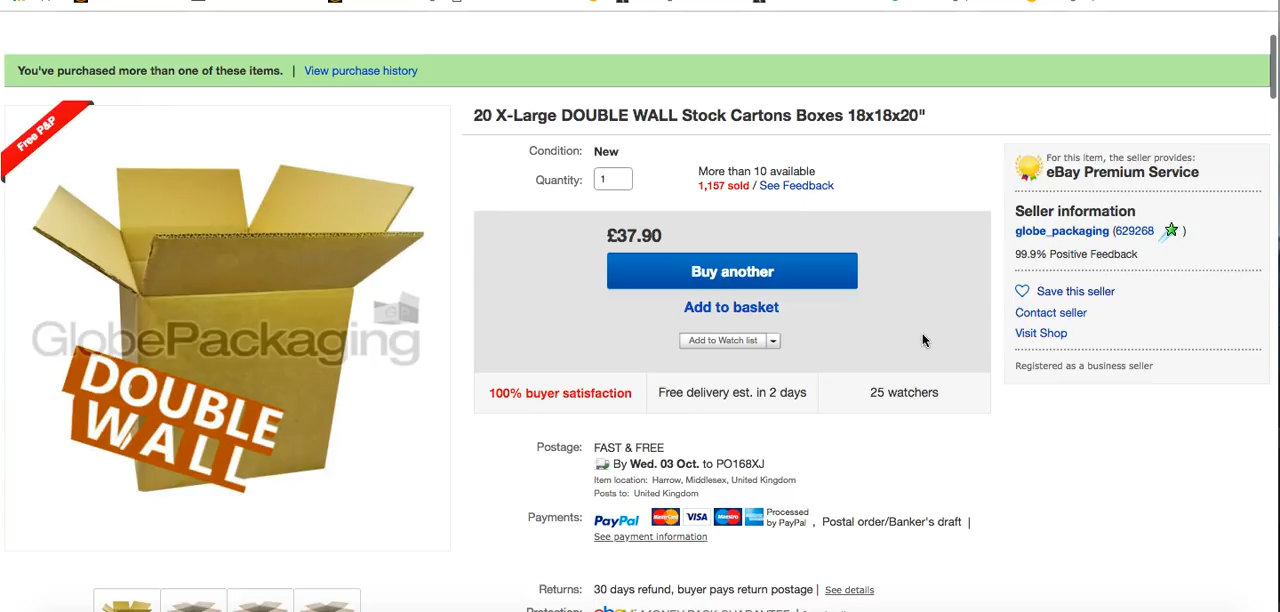 You've purchased more than one of these items. | View purchase history
Free P&P
20 X-Large DOUBLE WALL Stock Cartons Boxes 18x18x20"
Condition: New
Quantity: 1
More than 10 available
1,157 sold / See Feedback
£37.90
Buy another
Add to basket
Add to Watch list
100% buyer satisfaction
Free delivery est. in 2 days
25 watchers
For this item, the seller provides:
eBay Premium Service
Seller information
globe_packaging (629268 )
99.9% Positive Feedback
Save this seller
Contact seller
Visit Shop
Registered as a business seller
GlobePackaging
DOUBLE
WALL
Postage: FAST & FREE
By Wed. 03 Oct. to PO168XJ
Item location: Harrow, Middlesex, United Kingdom
Posts to: United Kingdom
Payments: PayPal MasterCard VISA Maestro Processed
by PayPal , Postal order/Banker's draft |
See payment information
Returns: 30 days refund, buyer pays return postage | See details